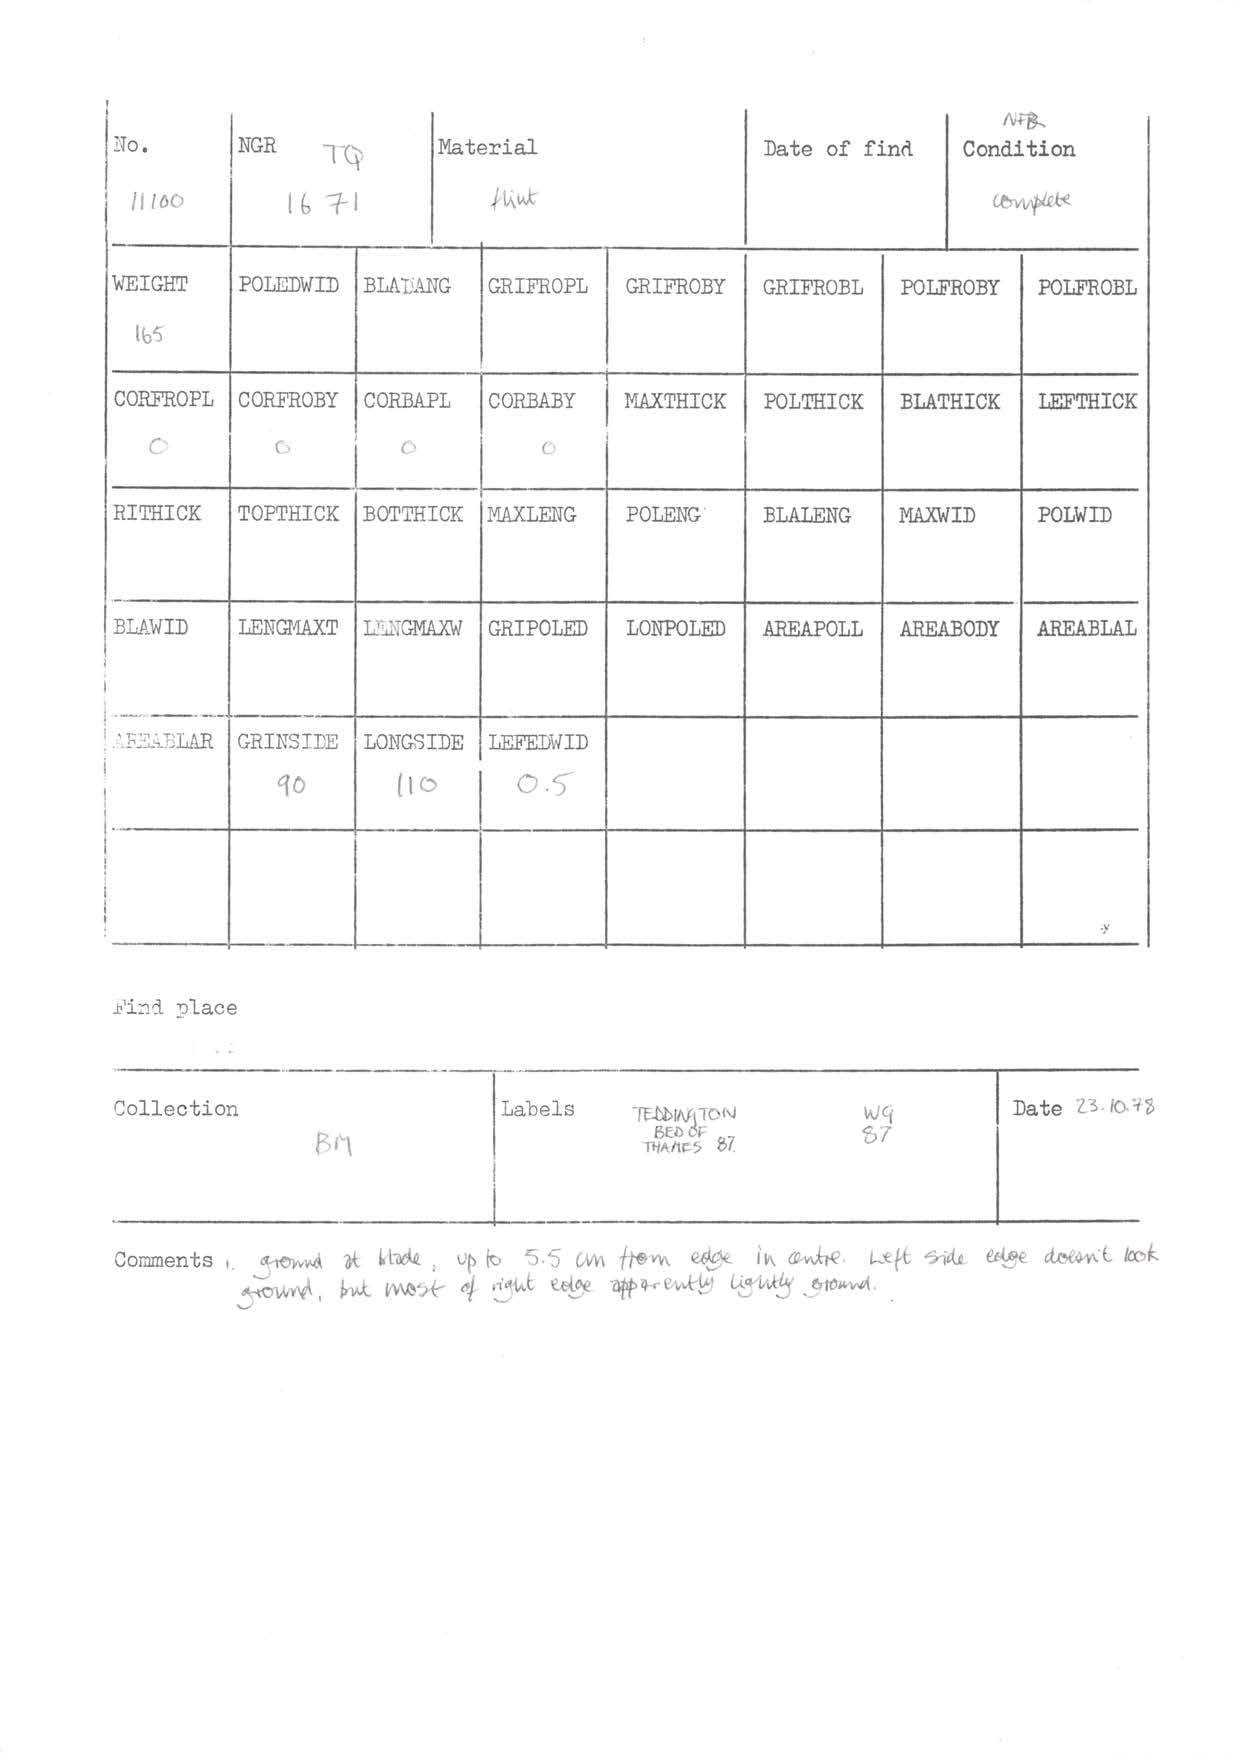 No.
NGR TQ
Material
Date of find
Condition
11100
16 71
flint
complete
WEIGHT POLEDWID BLADANG GRIFROPL GRIFROBY GRIFROBL POLFROBY POLFROBL
165
CORFROPL CORFROBY CORBAPL CORBABY MAXTHICK POLTHICK BLATHICK LEFTHICK
0 0 0 0
RITHICK TOPTHICK BOTTHICK MAXLENG POLENG BLALENG MAXWID POLWID
BLAWID LENGMAXT LENGMAXW GRIPOLED LONPOLED AREAPOLL AREABODY AREABLAL
AREABLAR GRINSIDE LONGSIDE LEFEDWID
90 110 0.5
Find place
Collection
BM
Labels
TEDDINGTON
BED OF
THAMES 87.
WG
87
Date 23.10.78
Comments 1. ground at blade, up to 5.5 cm from edge in centre. Left side edge doesn't look
ground, but most of right edge apparently lightly ground.